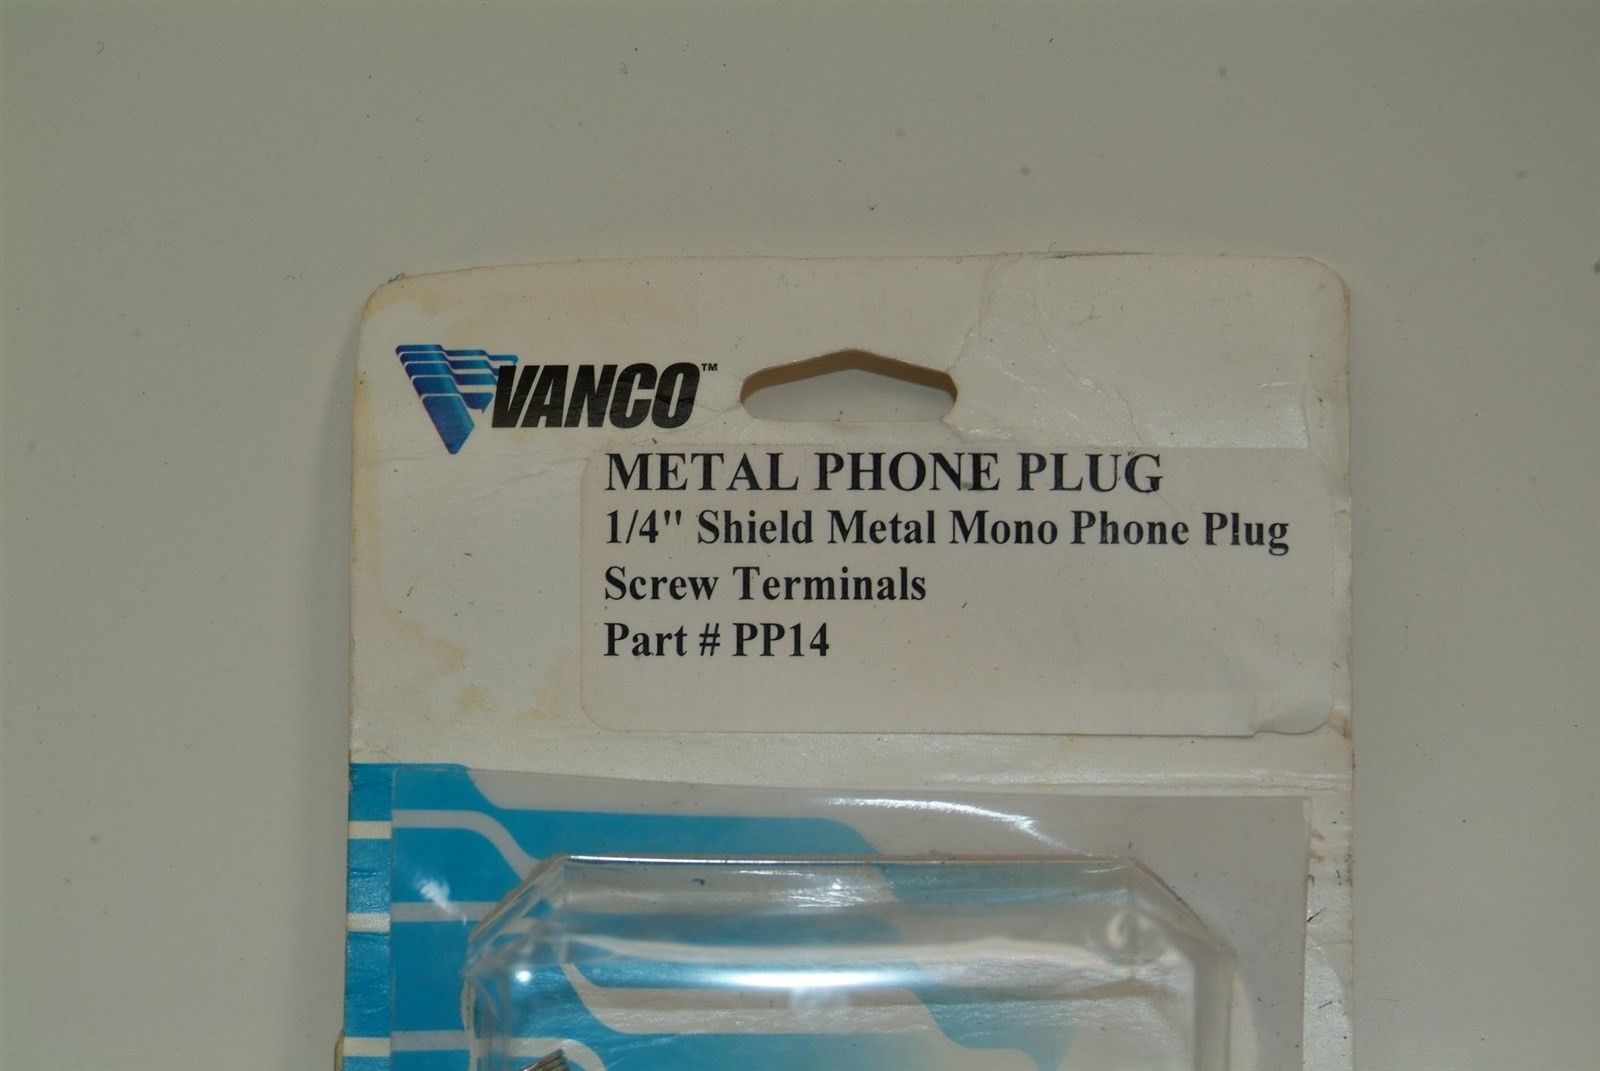 VANCO™
METAL PHONE PLUG
1/4" Shield Metal Mono Phone Plug
Screw Terminals
Part # PP14